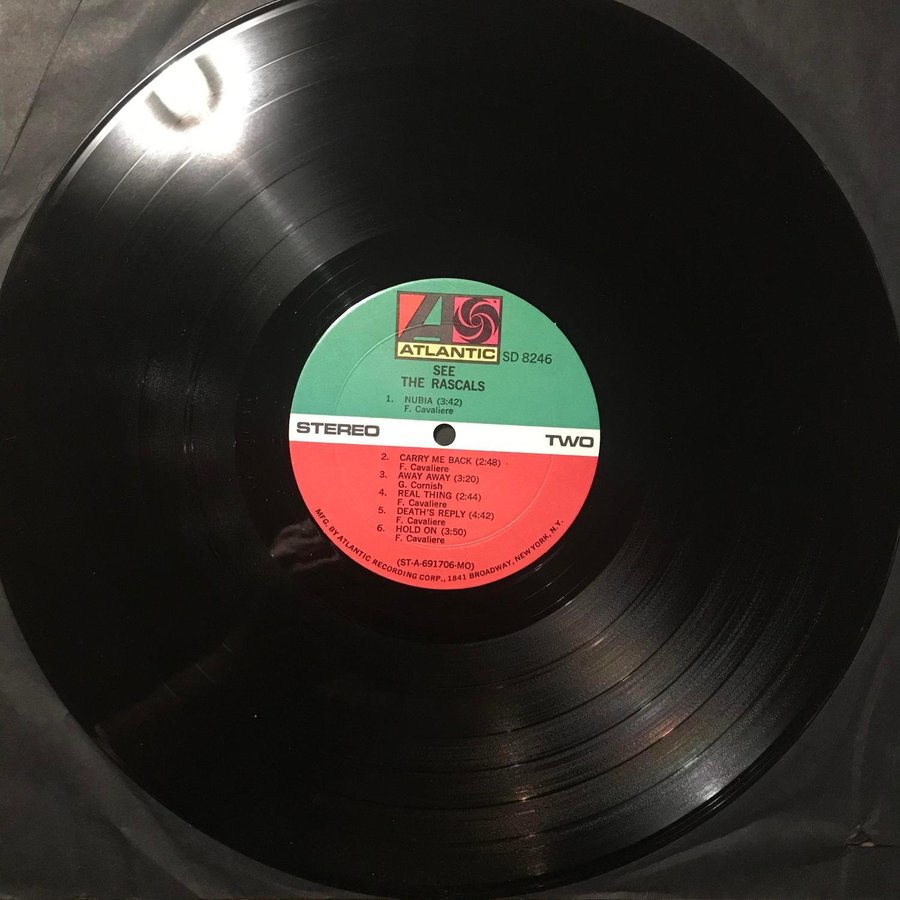 ATLANTIC
SD 8246
SEE
THE RASCALS
1. NUBIA (3:42)
F. Cavaliere
STEREO
TWO
2. CARRY ME BACK (2:48)
F. Cavaliere
3. AWAY AWAY (3:20)
G. Cornish
4. REAL THING (2:44)
F. Cavaliere
5. DEATH'S REPLY (4:42)
F. Cavaliere
6. HOLD ON (3:50)
F. Cavaliere
(ST-A-691706-MO)
MFG. BY ATLANTIC RECORDING CORP., 1841 BROADWAY, NEW YORK, N.Y.